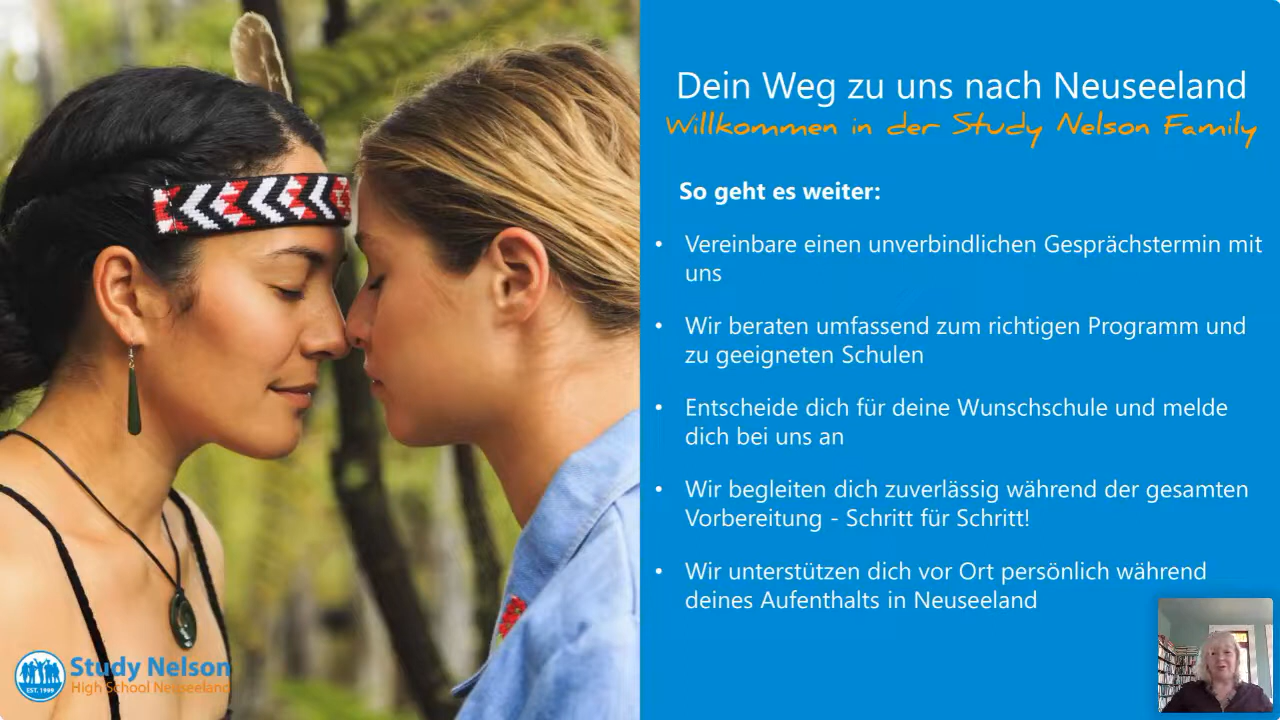 Dein Weg zu uns nach Neuseeland
Willkommen in der Study Nelson Family
So geht es weiter:
• Vereinbare einen unverbindlichen Gesprächstermin mit
uns
• Wir beraten umfassend zum richtigen Programm und
zu geeigneten Schulen
• Entscheide dich für deine Wunschschule und melde
dich bei uns an
• Wir begleiten dich zuverlässig während der gesamten
Vorbereitung - Schritt für Schritt!
• Wir unterstützen dich vor Ort persönlich während
deines Aufenthalts in Neuseeland
Study Nelson
High School Neuseeland
EST. 1999